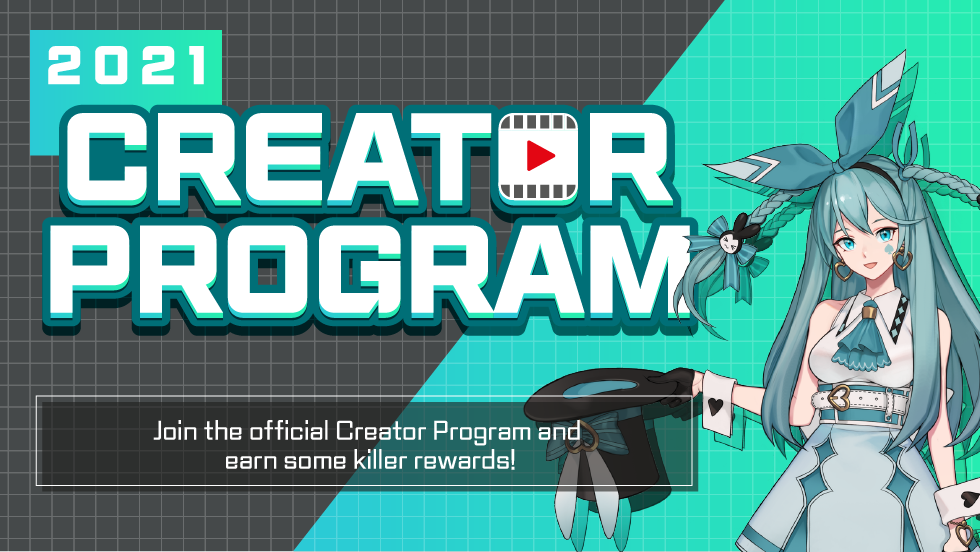 2021
CREATOR
PROGRAM
Join the official Creator Program and
earn some killer rewards!